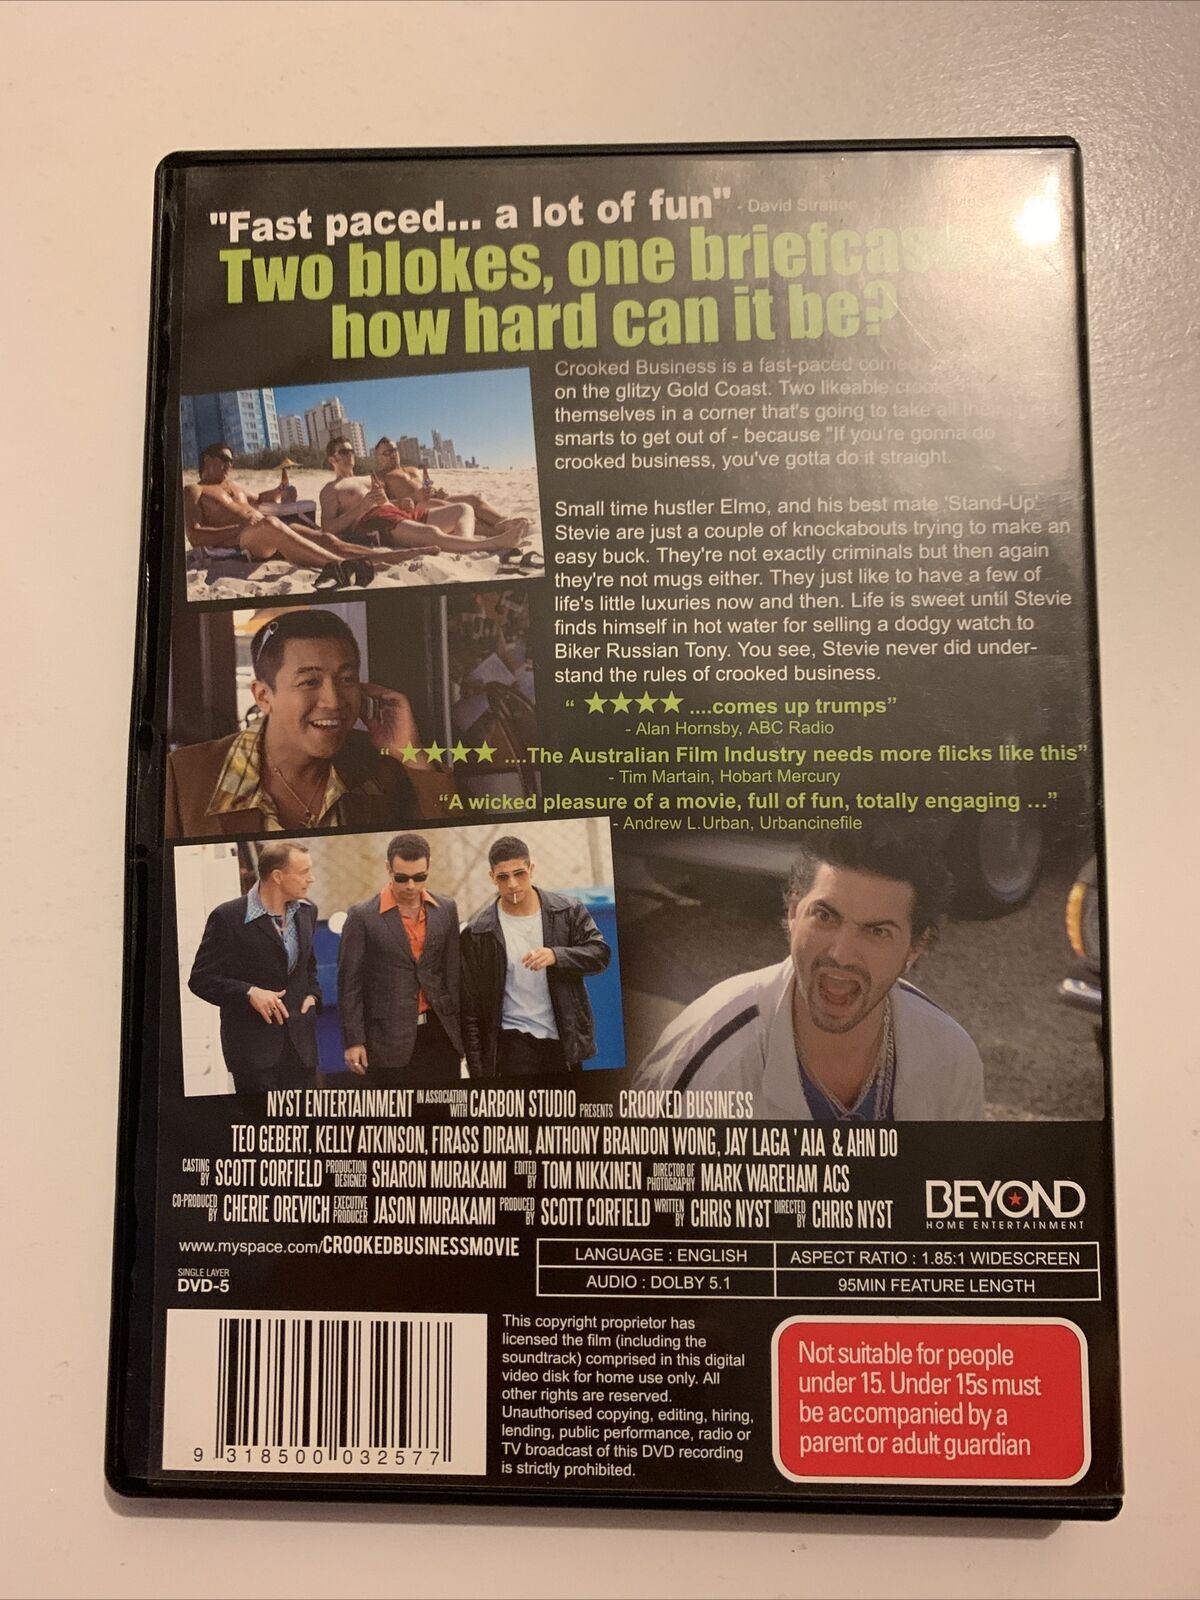 "Fast paced... a lot of fun" - David Stratton
Two blokes, one
how hard can it be?
Crooked Business is a fast-paced comedy
on the glitzy Gold Coast. Two likeable
themselves in a corner that's going to take all their
smarts to get out of - because "If you're gonna do
crooked business, you've gotta do it straight.
Small time hustler Elmo, and his best mate 'Stand-Up'
Stevie are just a couple of knockabouts trying to make an
easy buck. They're not exactly criminals but then again
they're not mugs either. They just like to have a few of
life's little luxuries now and then. Life is sweet until Stevie
finds himself in hot water for selling a dodgy watch to
Biker Russian Tony. You see, Stevie never did under-
stand the rules of crooked business.
“ ★★★★ ....comes up trumps”
- Alan Hornsby, ABC Radio
“ ★★★★ ....The Australian Film Industry needs more flicks like this”
- Tim Martain, Hobart Mercury
“A wicked pleasure of a movie, full of fun, totally engaging ...”
- Andrew L.Urban, Urbancinefile
NYST ENTERTAINMENT IN ASSOCIATION WITH CARBON STUDIO PRESENTS CROOKED BUSINESS
TEO GEBERT, KELLY ATKINSON, FIRASS DIRANI, ANTHONY BRANDON WONG, JAY LAGA 'AIA & AHN DO
CASTING BY SCOTT CORFIELD PRODUCTION DESIGNER SHARON MURAKAMI EDITED BY TOM NIKKINEN DIRECTOR OF PHOTOGRAPHY MARK WAREHAM ACS
CO-PRODUCED BY CHERIE OREVICH EXECUTIVE PRODUCER JASON MURAKAMI PRODUCED BY SCOTT CORFIELD WRITTEN BY CHRIS NYST DIRECTED BY CHRIS NYST
BEYOND
HOME ENTERTAINMENT
www.myspace.com/CROOKEDBUSINESSMOVIE
SINGLE LAYER
DVD-5
LANGUAGE : ENGLISH
ASPECT RATIO : 1.85:1 WIDESCREEN
AUDIO : DOLBY 5.1
95MIN FEATURE LENGTH
9 318500 032577
This copyright proprietor has
licensed the film (including the
soundtrack) comprised in this digital
video disk for home use only. All
other rights are reserved.
Unauthorised copying, editing, hiring,
lending, public performance, radio or
TV broadcast of this DVD recording
is strictly prohibited.
Not suitable for people
under 15. Under 15s must
be accompanied by a
parent or adult guardian